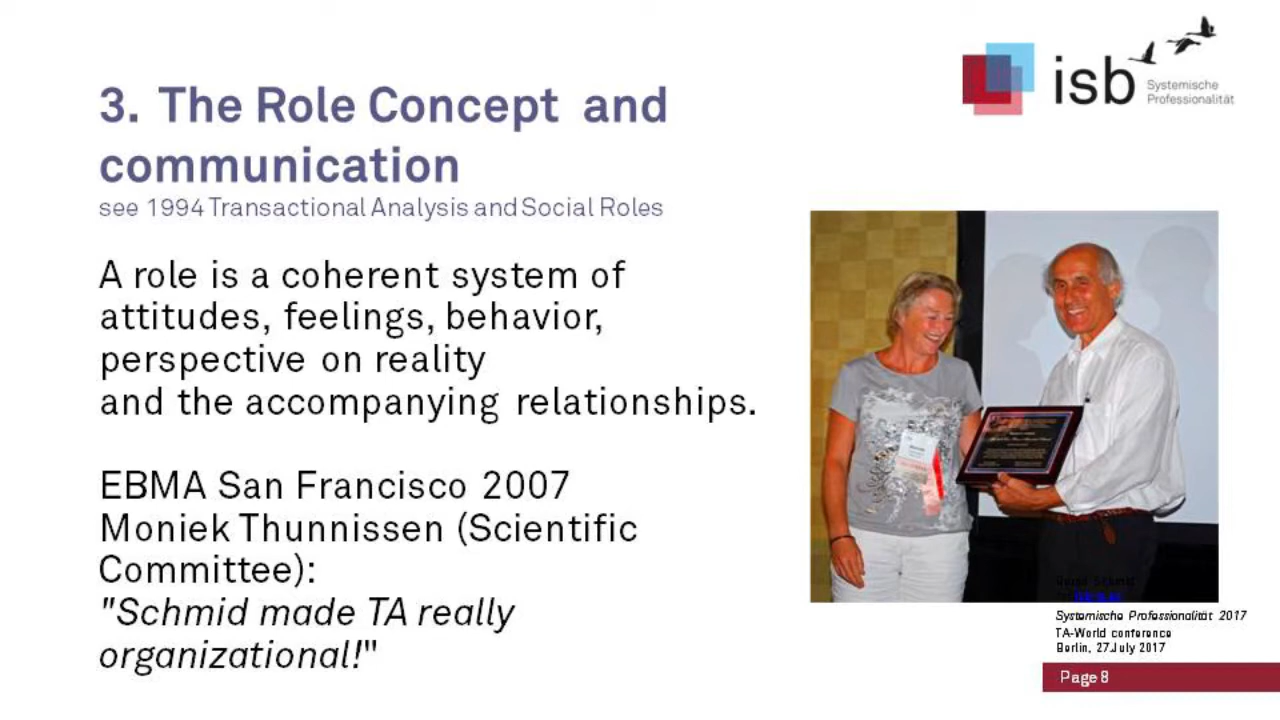 3. The Role Concept and
communication
see 1994 Transactional Analysis and Social Roles
isb
Systemische
Professionalität
A role is a coherent system of
attitudes, feelings, behavior,
perspective on reality
and the accompanying relationships.
EBMA San Francisco 2007
Moniek Thunnissen (Scientific
Committee):
"Schmid made TA really
organizational!"
Systemische Professionalität 2017
TA-World conference
Berlin, 27.July 2017
Page 8